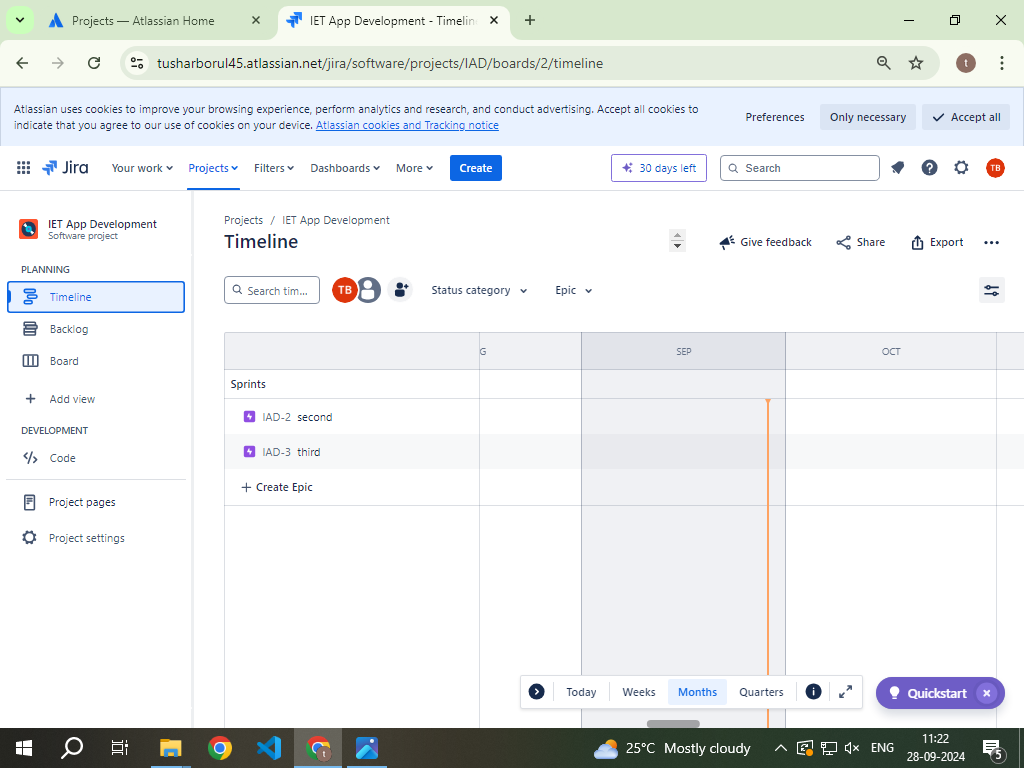 Projects — Atlassian Home
IET App Development - Timelin
tusharborul45.atlassian.net/jira/software/projects/IAD/boards/2/timeline
t
Atlassian uses cookies to improve your browsing experience, perform analytics and research, and conduct advertising. Accept all cookies to
indicate that you agree to our use of cookies on your device. Atlassian cookies and Tracking notice
Preferences
Only necessary
Accept all
Jira
Your work
Projects
Filters
Dashboards
More
Create
30 days left
Search
TB
IET App Development
Software project
PLANNING
Timeline
Backlog
Board
Add view
DEVELOPMENT
Code
Project pages
Project settings
Projects / IET App Development
Timeline
Give feedback
Share
Export
Search tim...
TB
Status category
Epic
G
SEP
OCT
Sprints
IAD-2 second
IAD-3 third
Create Epic
Today
Weeks
Months
Quarters
Quickstart
t
25°C Mostly cloudy
ENG
11:22
28-09-2024
5